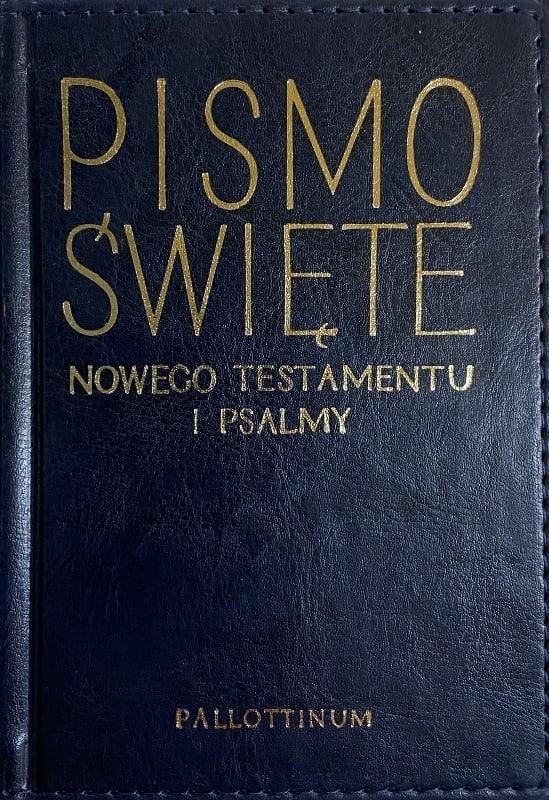 PISMO
ŚWIĘTE
NOWEGO TESTAMENTU
I PSALMY
PALLOTTINUM